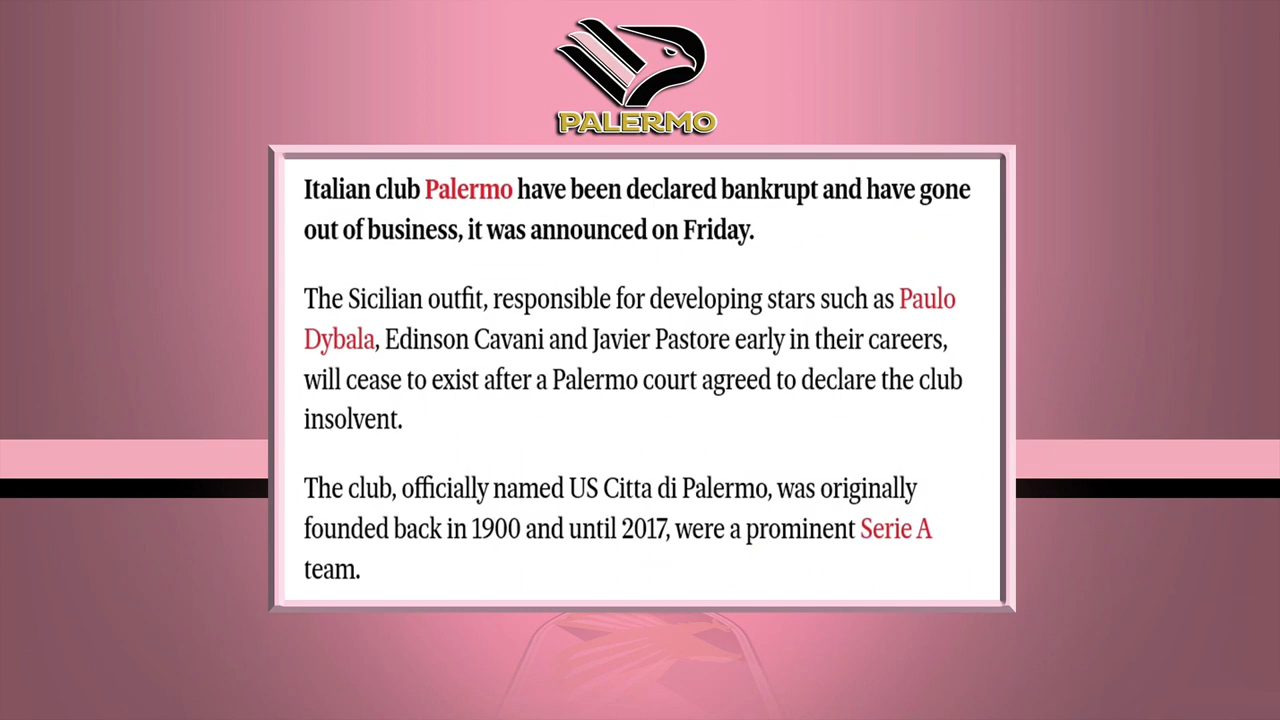 PALERMO
Italian club Palermo have been declared bankrupt and have gone
out of business, it was announced on Friday.
The Sicilian outfit, responsible for developing stars such as Paulo
Dybala, Edinson Cavani and Javier Pastore early in their careers,
will cease to exist after a Palermo court agreed to declare the club
insolvent.
The club, officially named US Citta di Palermo, was originally
founded back in 1900 and until 2017, were a prominent Serie A
team.